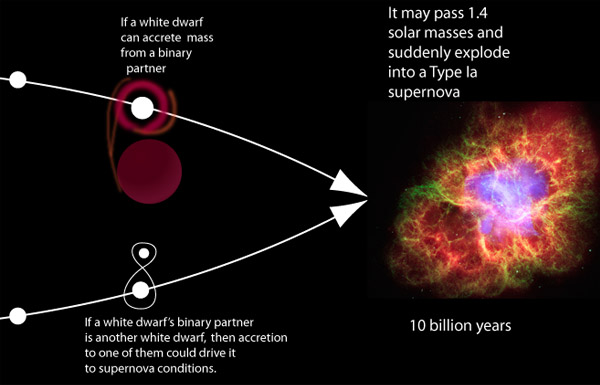 If a white dwarf
can accrete mass
from a binary
partner
It may pass 1.4
solar masses and
suddenly explode
into a Type Ia
supernova
If a white dwarf's binary partner
is another white dwarf, then accretion
to one of them could drive it
to supernova conditions.
10 billion years